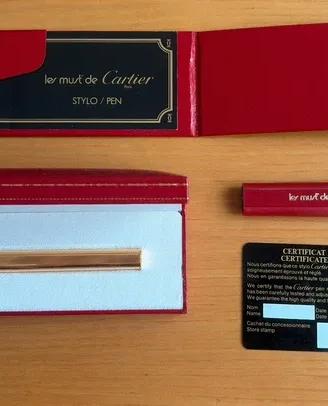 les must de Cartier
Paris
STYLO / PEN
les must de
CERTIFICAT
CERTIFICATE
Nous certifions que ce stylo Cartier
soigneusement éprouvé et réglé.
Nous en garantissons la haute
We certify that the Cartier pen
has been carefully tested and
We guarantee the high quality and
Nom
Date
Name
Date
Cachet du concessionnaire
Store stamp